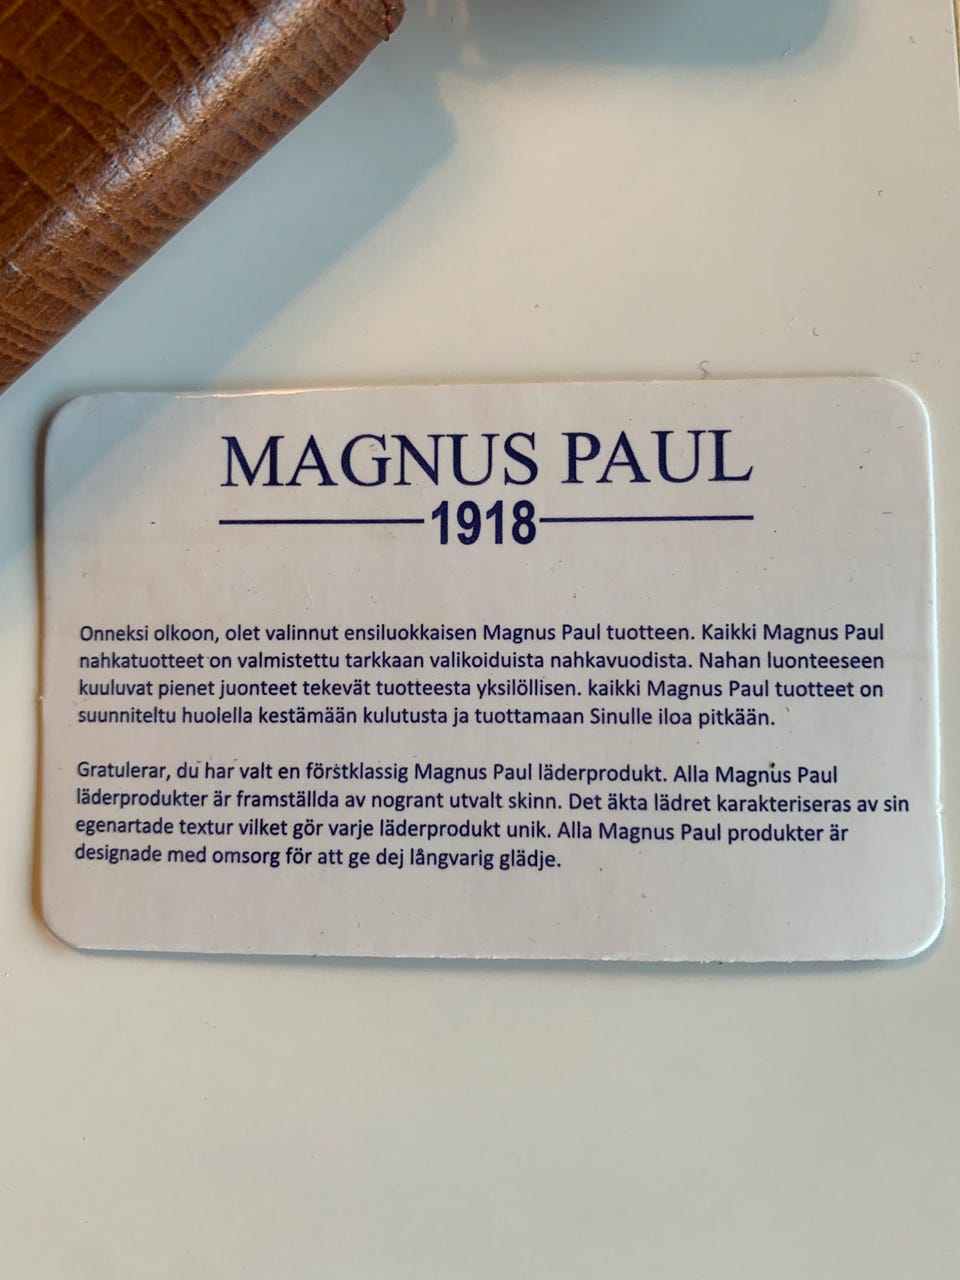 MAGNUS PAUL
1918
Onneksi olkoon, olet valinnut ensiluokkaisen Magnus Paul tuotteen. Kaikki Magnus Paul
nahkatuotteet on valmistettu tarkkaan valikoiduista nahkavuodista. Nahan luonteeseen
kuuluvat pienet juonteet tekevät tuotteesta yksilöllisen. kaikki Magnus Paul tuotteet on
suunniteltu huolella kestämään kulutusta ja tuottamaan Sinulle iloa pitkään.
Gratulerar, du har valt en förstklassig Magnus Paul läderprodukt. Alla Magnus Paul
läderprodukter är framställda av nogrant utvalt skinn. Det äkta lädret karakteriseras av sin
egenartade textur vilket gör varje läderprodukt unik. Alla Magnus Paul produkter är
designade med omsorg för att ge dej långvarig glädje.